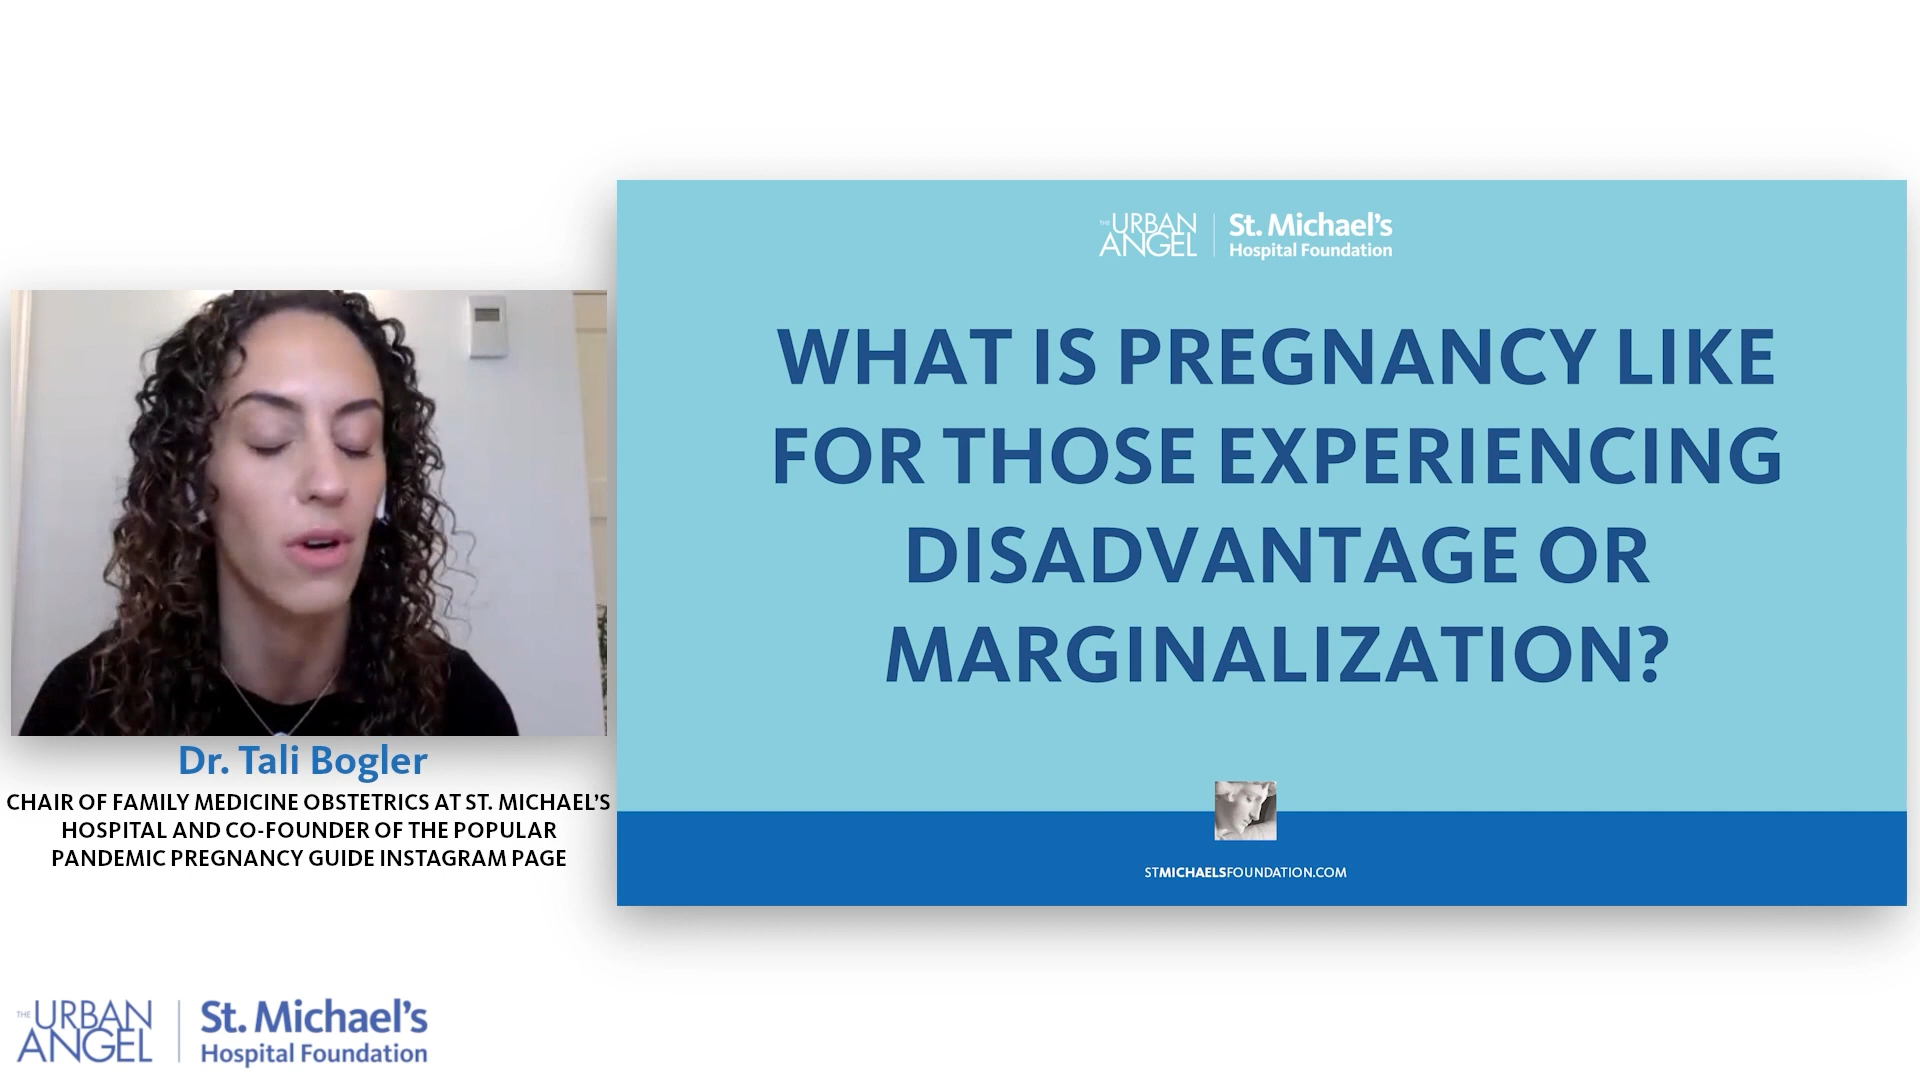 THE URBAN
ANGEL
St. Michael's
Hospital Foundation
WHAT IS PREGNANCY LIKE
FOR THOSE EXPERIENCING
DISADVANTAGE OR
MARGINALIZATION?
STMICHAELSFOUNDATION.COM
Dr. Tali Bogler
CHAIR OF FAMILY MEDICINE OBSTETRICS AT ST. MICHAEL'S
HOSPITAL AND CO-FOUNDER OF THE POPULAR
PANDEMIC PREGNANCY GUIDE INSTAGRAM PAGE
THE URBAN
ANGEL
St. Michael's
Hospital Foundation